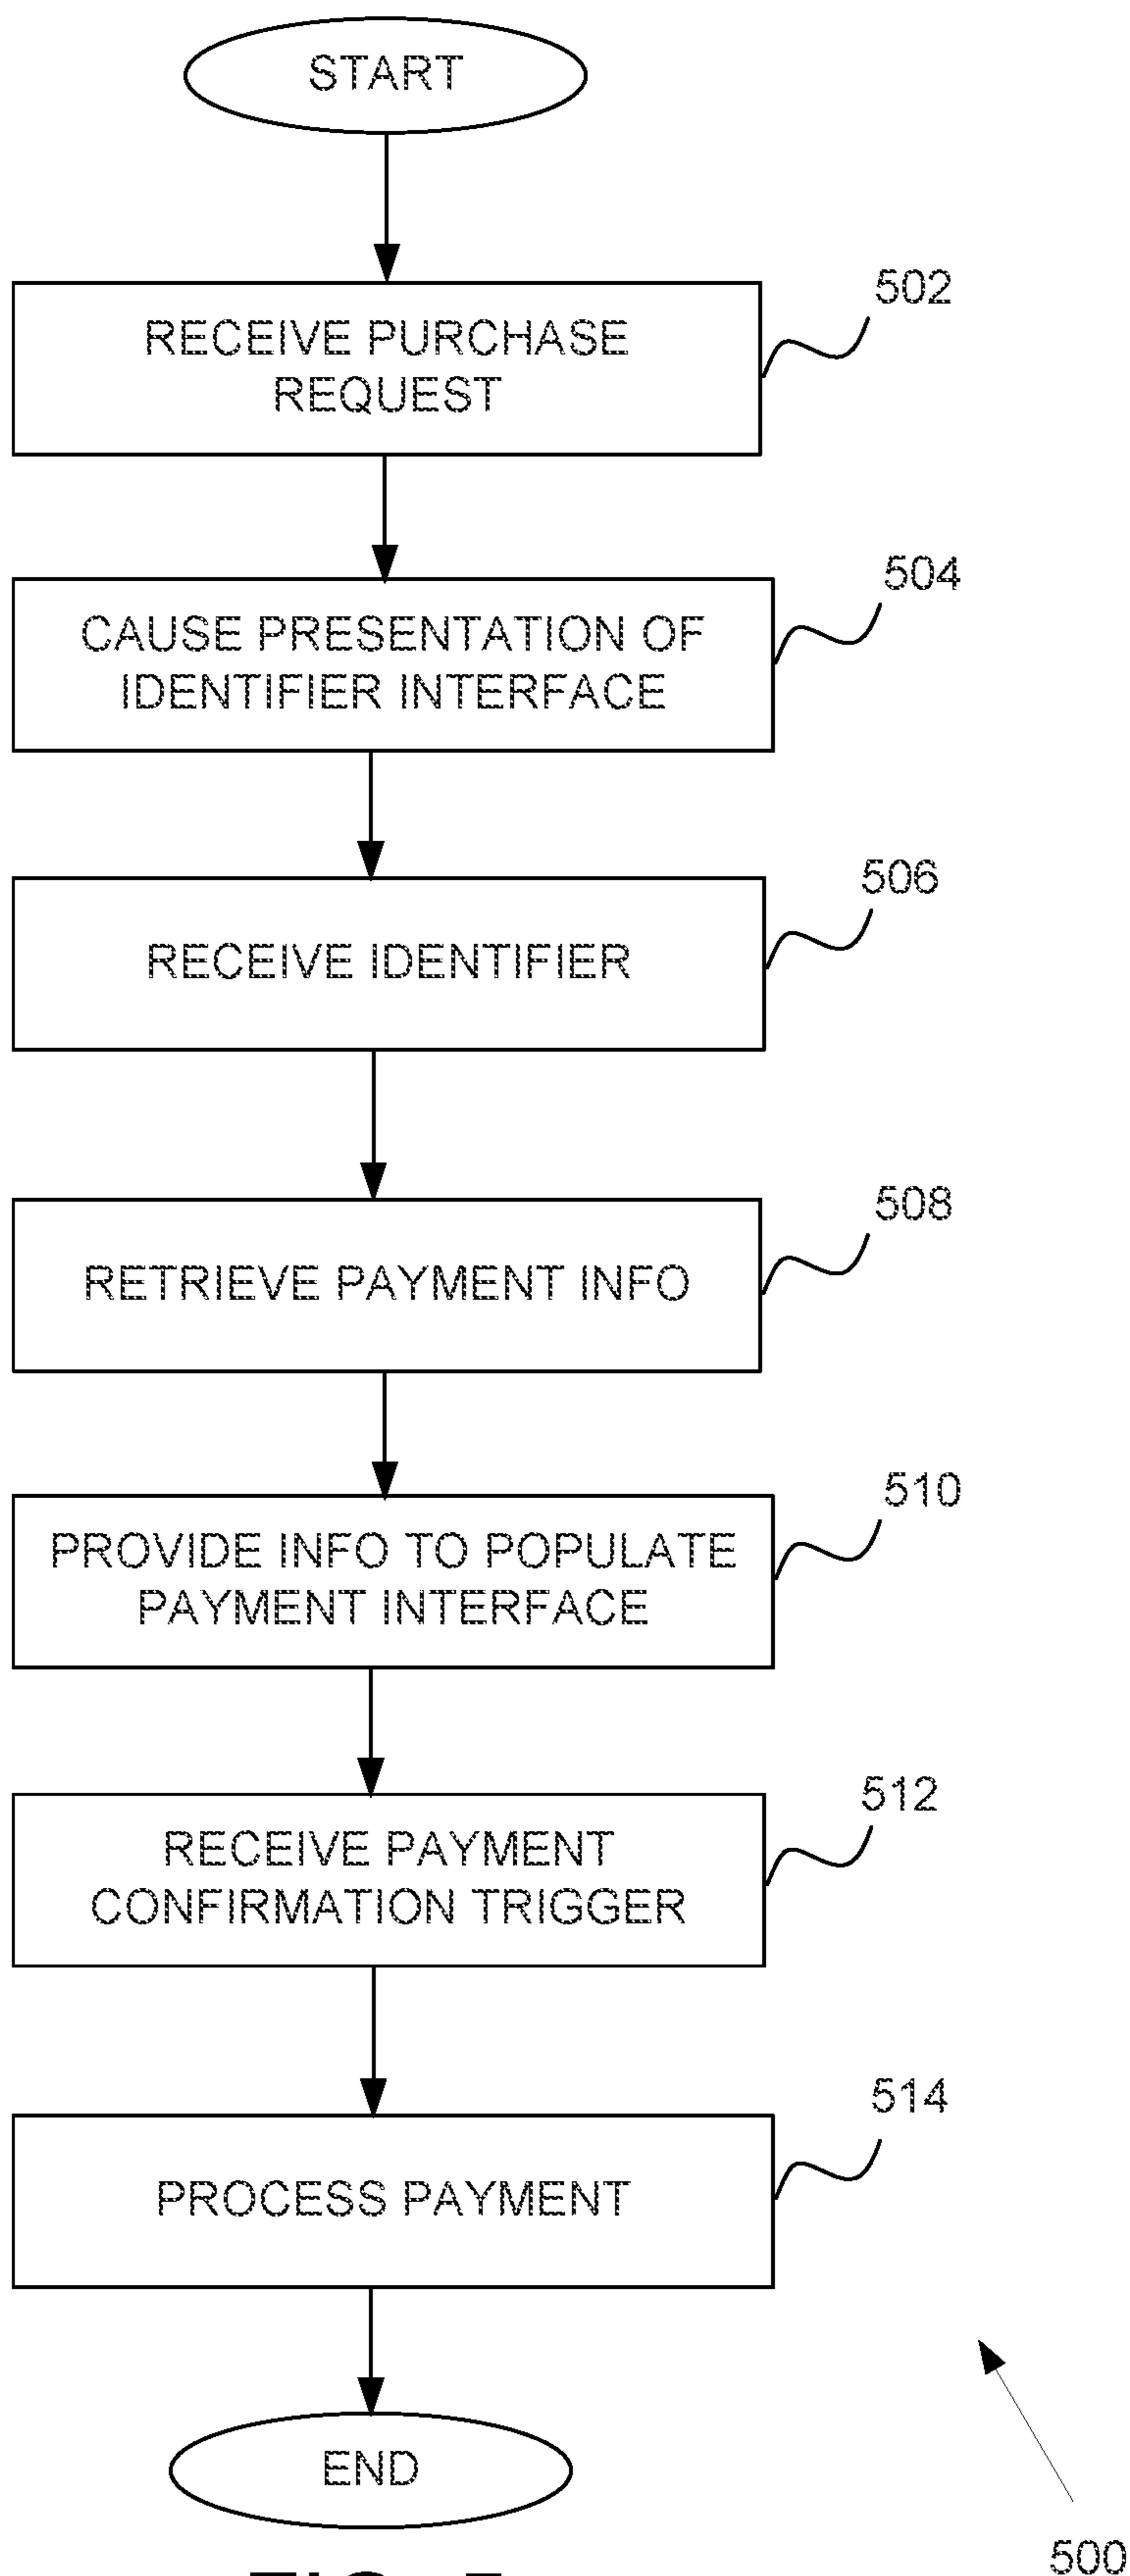 START
502
RECEIVE PURCHASE
REQUEST
504
CAUSE PRESENTATION OF
IDENTIFIER INTERFACE
506
RECEIVE IDENTIFIER
508
RETRIEVE PAYMENT INFO
510
PROVIDE INFO TO POPULATE
PAYMENT INTERFACE
512
RECEIVE PAYMENT
CONFIRMATION TRIGGER
514
PROCESS PAYMENT
END
500